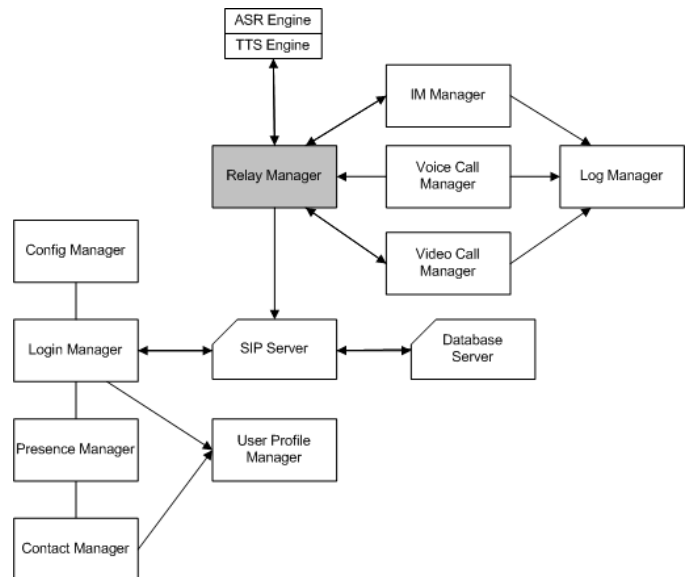 ASR Engine
TTS Engine
IM Manager
Relay Manager
Voice Call
Manager
Log Manager
Video Call
Manager
Config Manager
Login Manager
SIP Server
Database
Server
Presence Manager
User Profile
Manager
Contact Manager